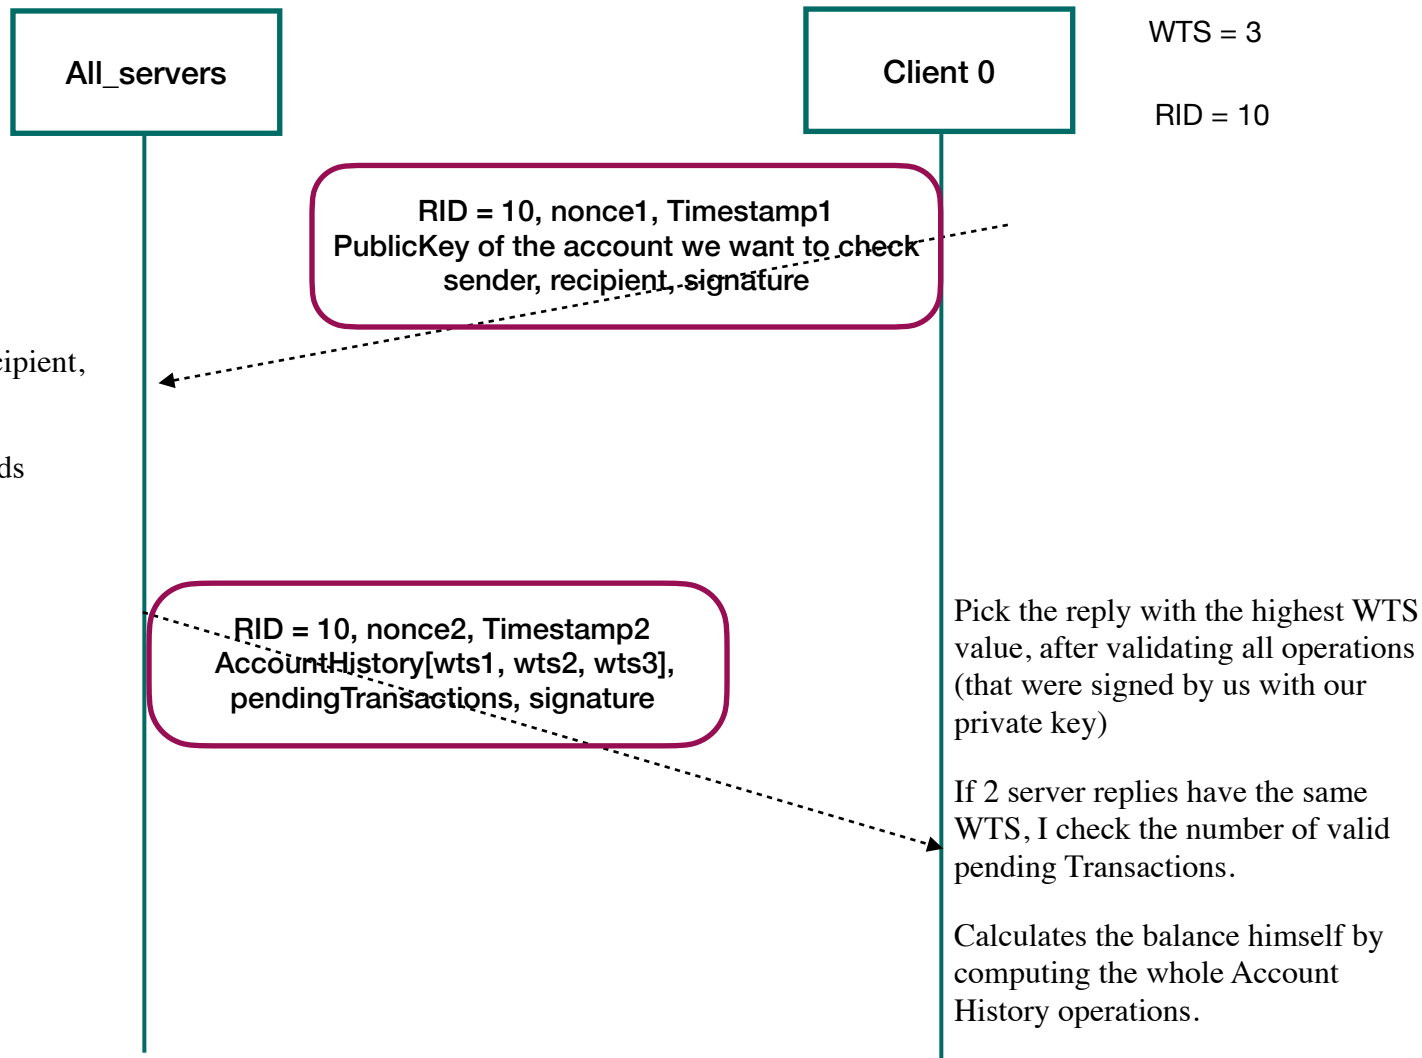 All_servers
Client 0
WTS = 3
RID = 10
RID = 10, nonce1, Timestamp1
PublicKey of the account we want to check
sender, recipient, signature
cipient,
ds
RID = 10, nonce2, Timestamp2
AccountHistory[wts1, wts2, wts3],
pendingTransactions, signature
Pick the reply with the highest WTS
value, after validating all operations
(that were signed by us with our
private key)
If 2 server replies have the same
WTS, I check the number of valid
pending Transactions.
Calculates the balance himself by
computing the whole Account
History operations.